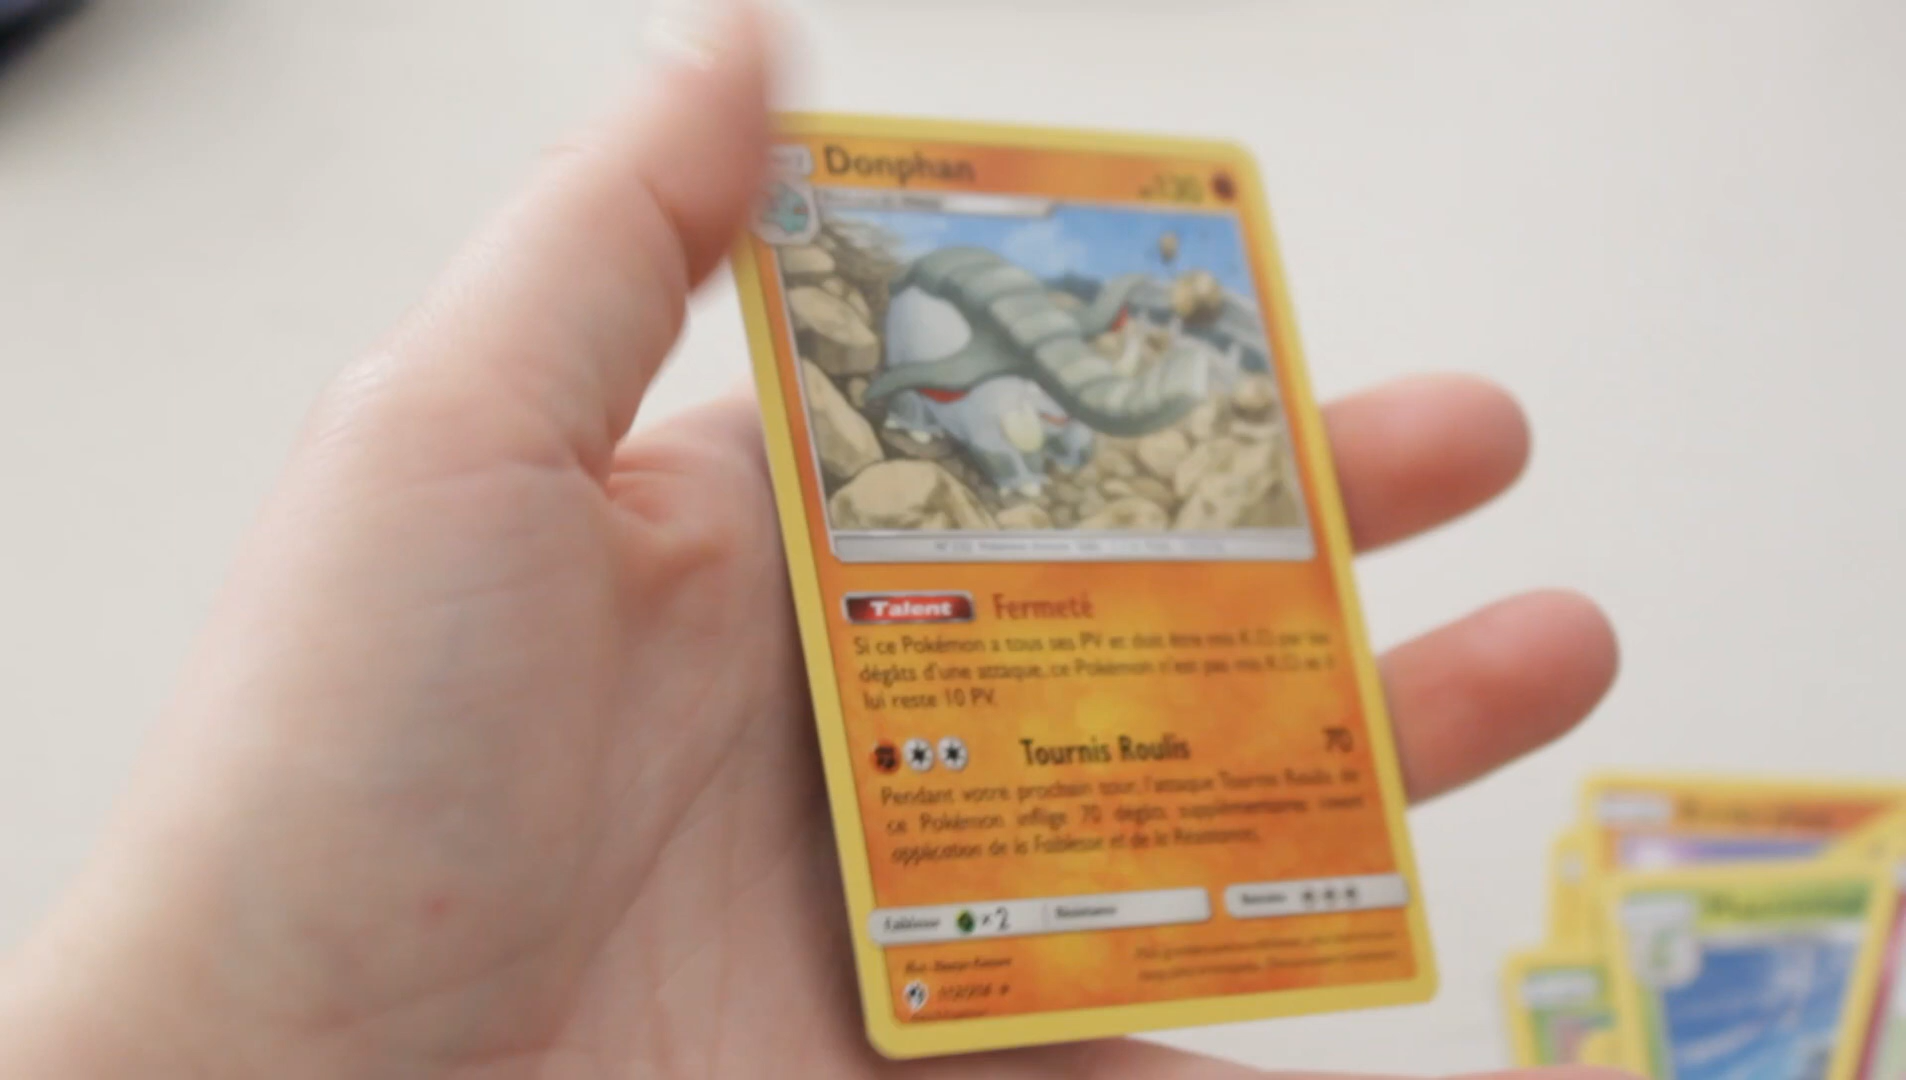 Donphan
130
Talent Fermeté
Si ce Pokémon a tous ses PV et doit être mis K.O. par les
dégâts d'une attaque, ce Pokémon n'est pas mis K.O. et il
lui reste 10 PV.
Tournis Roulis 70
Pendant votre prochain tour, l'attaque Tournis Roulis de
ce Pokémon inflige 70 dégâts supplémentaires (avant
application de la Faiblesse et de la Résistance).
Faiblesse ×2 Résistance Retraite